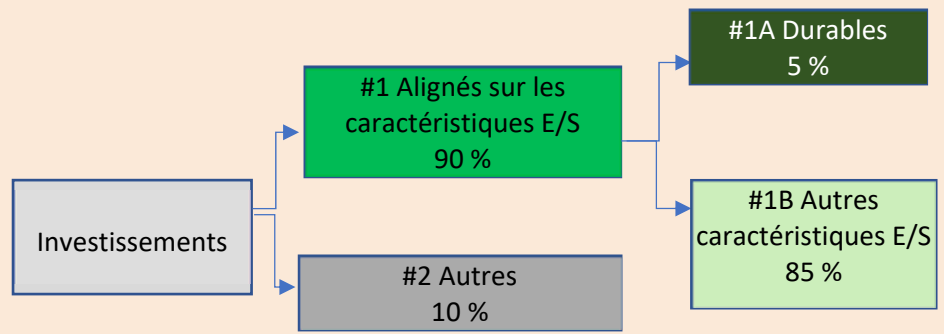 Investissements
#1 Alignés sur les
caractéristiques E/S
90 %
#2 Autres
10 %
#1A Durables
5 %
#1B Autres
caractéristiques E/S
85 %